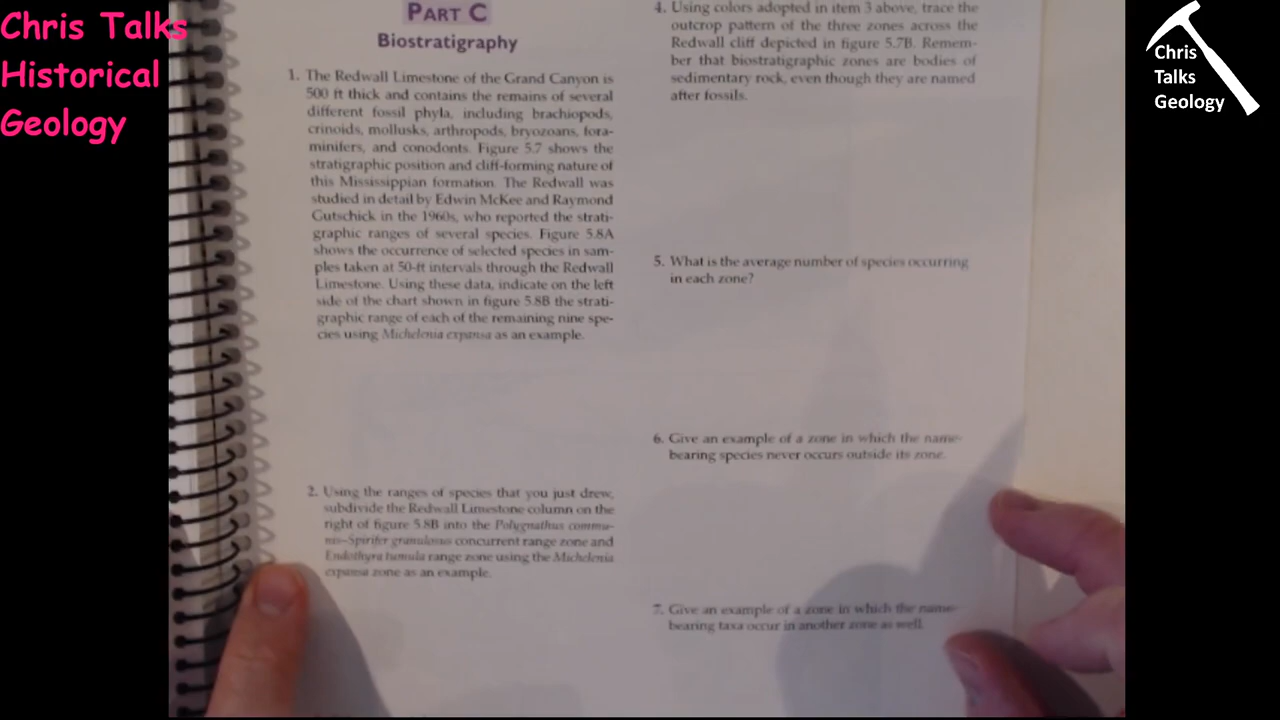 Chris Talks
Historical
Geology
Chris
Talks
Geology
PART C
Biostratigraphy
1. The Redwall Limestone of the Grand Canyon is
500 ft thick and contains the remains of several
different fossil phyla, including brachiopods,
crinoids, mollusks, arthropods, bryozoans, fora-
minifers, and conodonts. Figure 5.7 shows the
stratigraphic position and cliff-forming nature of
this Mississippian formation. The Redwall was
studied in detail by Edwin McKee and Raymond
Gutschick in the 1960s, who reported the strati-
graphic ranges of several species. Figure 5.8A
shows the occurrence of selected species in sam-
ples taken at 50-ft intervals through the Redwall
Limestone. Using these data, indicate on the left
side of the chart shown in figure 5.8B the strati-
graphic range of each of the remaining nine spe-
cies using Michelenia expansa as an example.
2. Using the ranges of species that you just drew,
subdivide the Redwall Limestone column on the
right of figure 5.8B into the Polygnathus commu-
nis–Spirifer granulosus concurrent range zone and
Endothyra tumula range zone using the Michelenia
expansa zone as an example.
4. Using colors adopted in item 3 above, trace the
outcrop pattern of the three zones across the
Redwall cliff depicted in figure 5.7B. Remem-
ber that biostratigraphic zones are bodies of
sedimentary rock, even though they are named
after fossils.
5. What is the average number of species occurring
in each zone?
6. Give an example of a zone in which the name-
bearing species never occurs outside its zone.
7. Give an example of a zone in which the name-
bearing taxa occur in another zone as well.